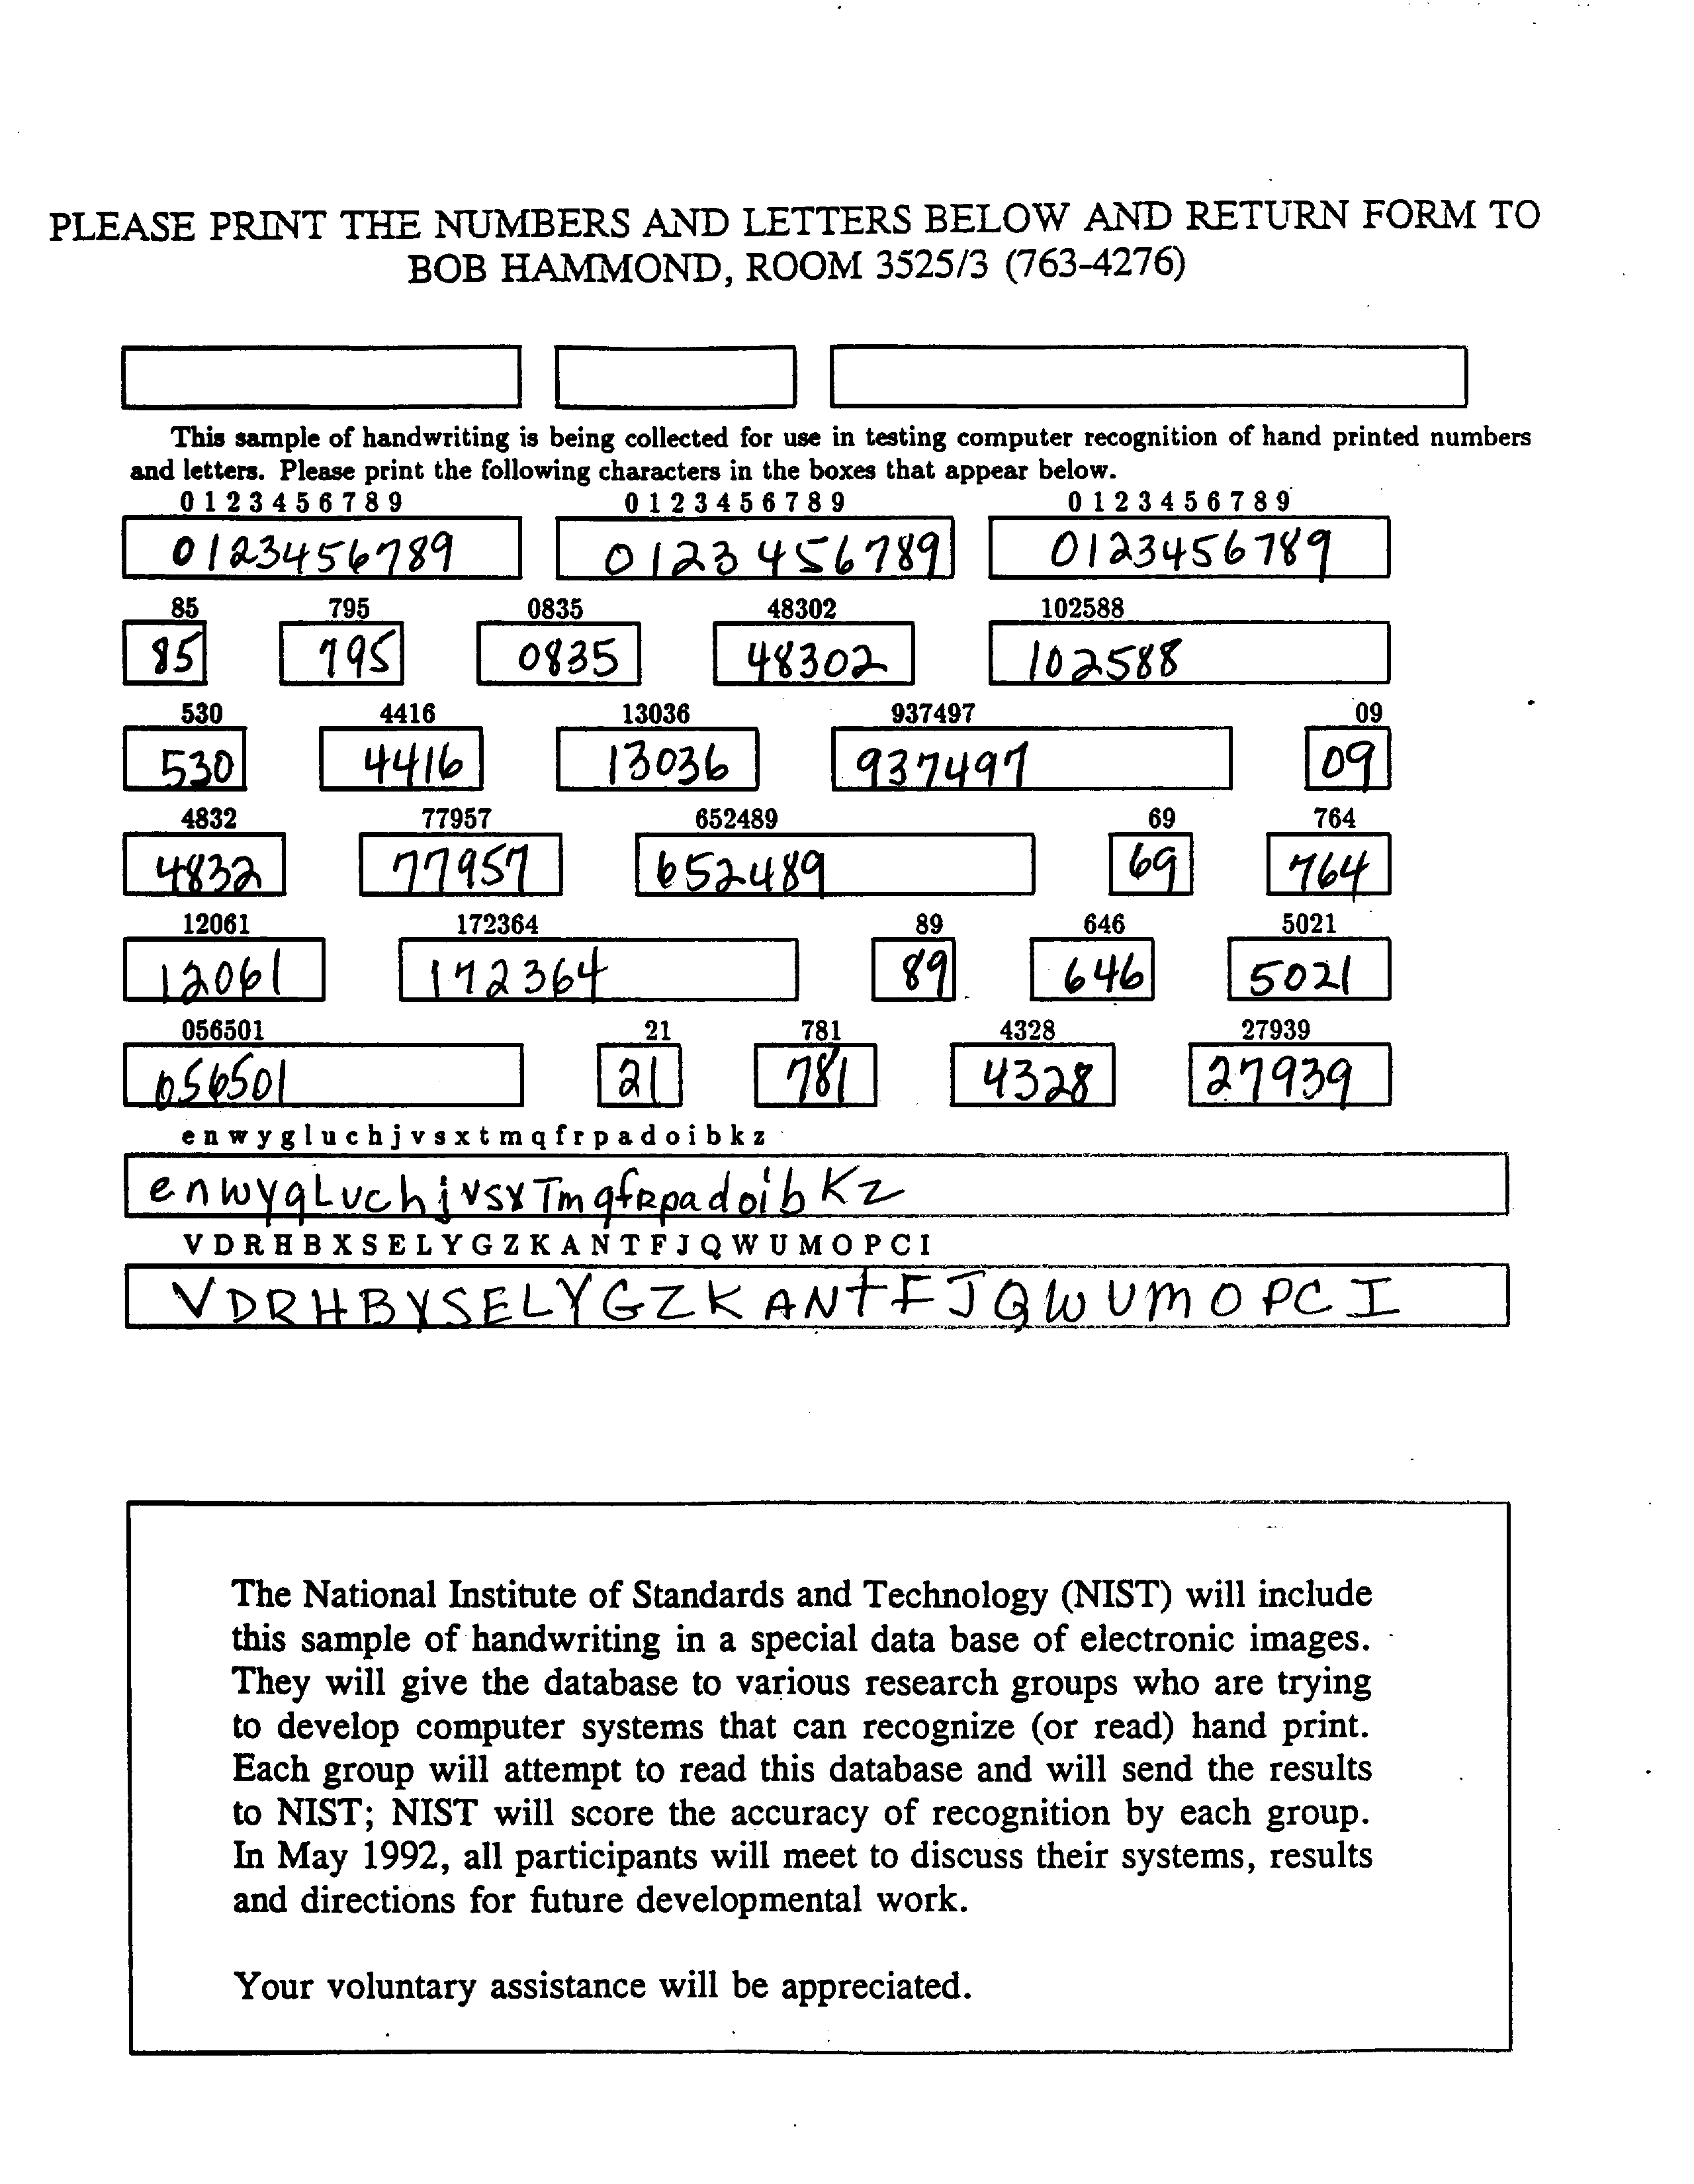 PLEASE PRINT THE NUMBERS AND LETTERS BELOW AND RETURN FORM TO
BOB HAMMOND, ROOM 3525/3 (763-4276)
This sample of handwriting is being collected for use in testing computer recognition of hand printed numbers
and letters. Please print the following characters in the boxes that appear below.
0 1 2 3 4 5 6 7 8 9 0 1 2 3 4 5 6 7 8 9 0 1 2 3 4 5 6 7 8 9
0123456789 0123456789 0123456789
85 795 0835 48302 102588
85 795 0835 48302 102588
530 4416 13036 937497 09
530 4416 13036 937497 09
4832 77957 652489 69 764
4832 77957 652489 69 764
12061 172364 89 646 5021
12061 172364 89 646 5021
056501 21 781 4328 27939
056501 21 781 4328 27939
e n w y g l u c h j v s x t m q f r p a d o i b k z
e n w y g L u c h j v s x T m q f R p a d o i b K z
V D R H B X S E L Y G Z K A N T F J Q W U M O P C I
V D R H B X S E L Y G Z K A N T F J Q W U M O P C I
The National Institute of Standards and Technology (NIST) will include
this sample of handwriting in a special data base of electronic images.
They will give the database to various research groups who are trying
to develop computer systems that can recognize (or read) hand print.
Each group will attempt to read this database and will send the results
to NIST; NIST will score the accuracy of recognition by each group.
In May 1992, all participants will meet to discuss their systems, results
and directions for future developmental work.
Your voluntary assistance will be appreciated.